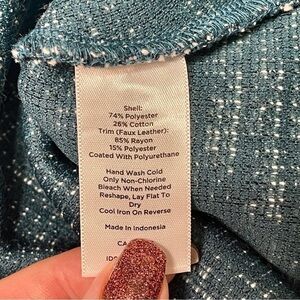 Shell:
74% Polyester
26% Cotton
Trim (Faux Leather):
85% Rayon
15% Polyester
Coated With Polyurethane
Hand Wash Cold
Only Non-Chlorine
Bleach When Needed
Reshape, Lay Flat To
Dry
Cool Iron On Reverse
Made In Indonesia
CA